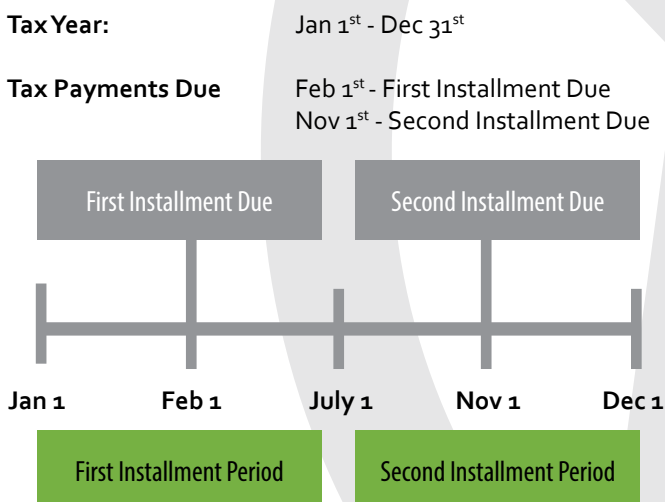 Tax Year: Jan 1st - Dec 31st
Tax Payments Due Feb 1st - First Installment Due
Nov 1st - Second Installment Due
First Installment Due Second Installment Due
Jan 1 Feb 1 July 1 Nov 1 Dec 1
First Installment Period Second Installment Period